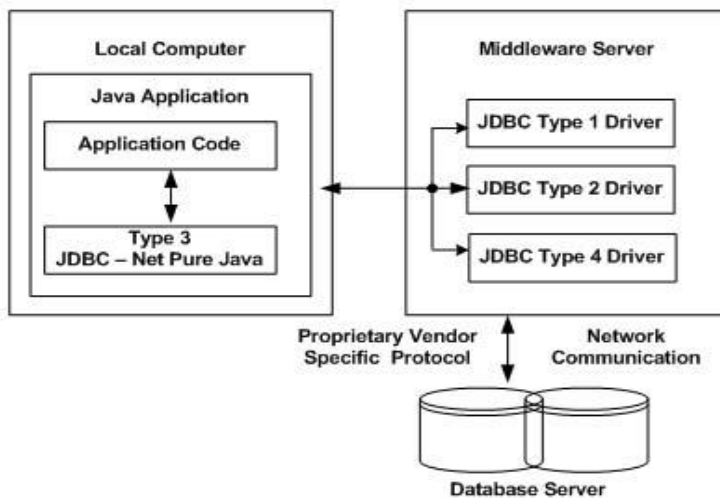 Local Computer
Java Application
Application Code
Type 3
JDBC – Net Pure Java
Middleware Server
JDBC Type 1 Driver
JDBC Type 2 Driver
JDBC Type 4 Driver
Proprietary Vendor
Specific Protocol
Network
Communication
Database Server